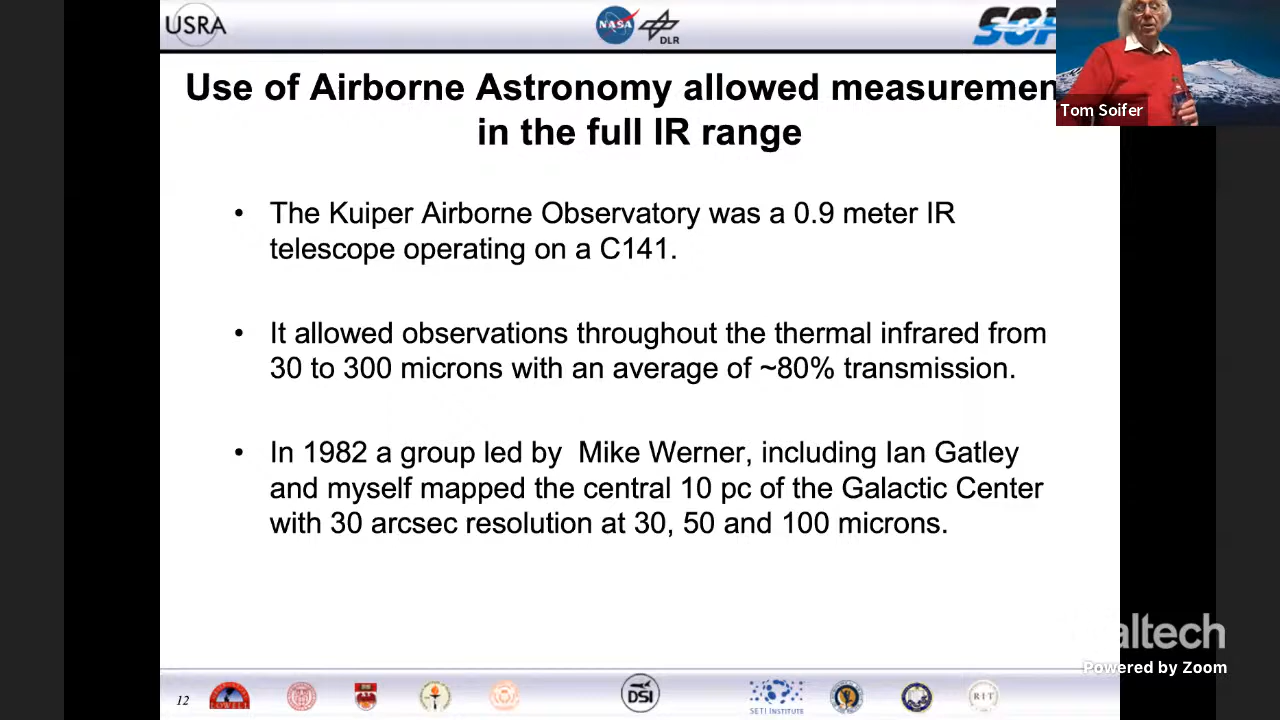 USRA
NASA
DLR
SOF
Tom Soifer
Use of Airborne Astronomy allowed measuremen
in the full IR range
• The Kuiper Airborne Observatory was a 0.9 meter IR
telescope operating on a C141.
• It allowed observations throughout the thermal infrared from
30 to 300 microns with an average of ~80% transmission.
• In 1982 a group led by  Mike Werner, including Ian Gatley
and myself mapped the central 10 pc of the Galactic Center
with 30 arcsec resolution at 30, 50 and 100 microns.
altech
Powered by Zoom
12
LOWELL
DSI
SETI INSTITUTE
RIT